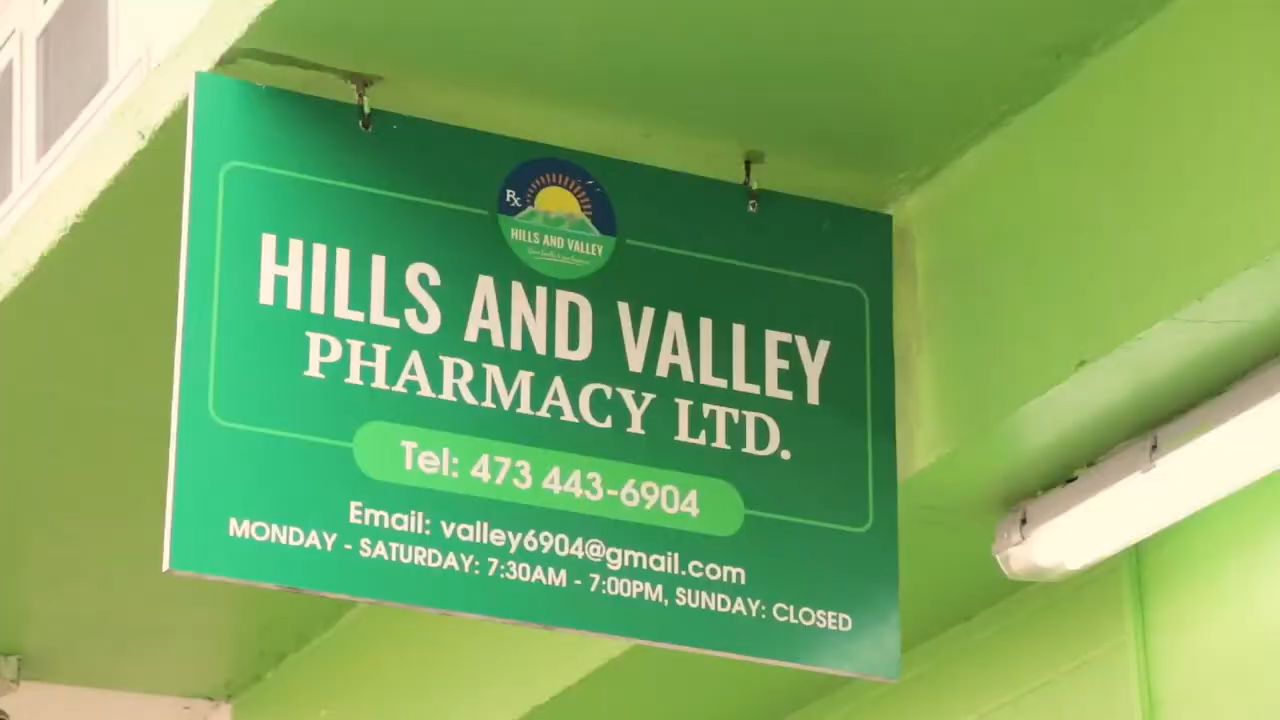 Rx
HILLS AND VALLEY
HILLS AND VALLEY
PHARMACY LTD.
Tel: 473 443-6904
Email: valley6904@gmail.com
MONDAY - SATURDAY: 7:30AM - 7:00PM, SUNDAY: CLOSED